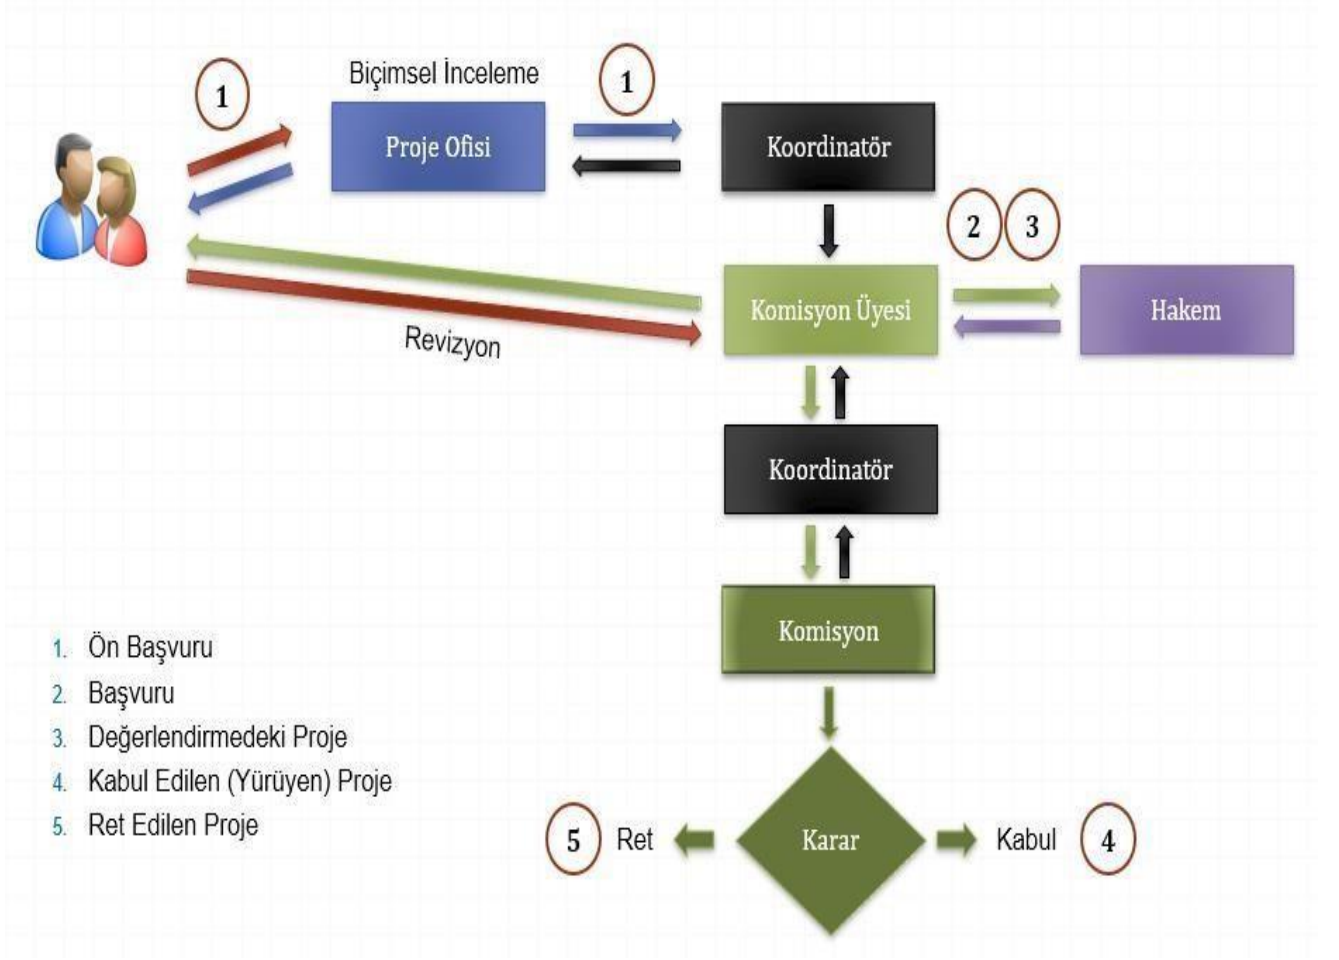 Biçimsel İnceleme
1
1
Proje Ofisi
Koordinatör
2 3
Komisyon Üyesi
Hakem
Revizyon
Koordinatör
Komisyon
1. Ön Başvuru
2. Başvuru
3. Değerlendirmedeki Proje
4. Kabul Edilen (Yürüyen) Proje
5. Ret Edilen Proje
5 Ret
Karar
Kabul 4